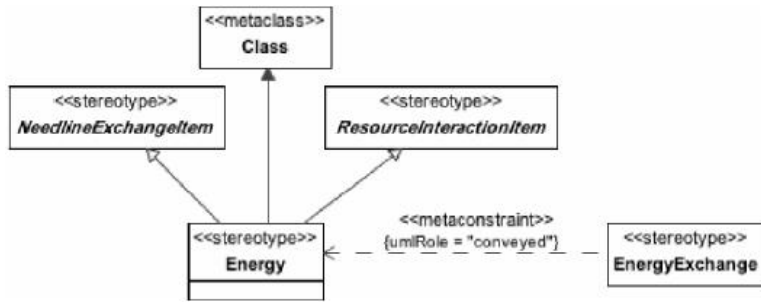 <<metaclass>>
Class
<<stereotype>>
NeedlineExchangeItem
<<stereotype>>
ResourceInteractionItem
<<metaconstraint>>
{umlRole = "conveyed"}
<<stereotype>>
Energy
<<stereotype>>
EnergyExchange